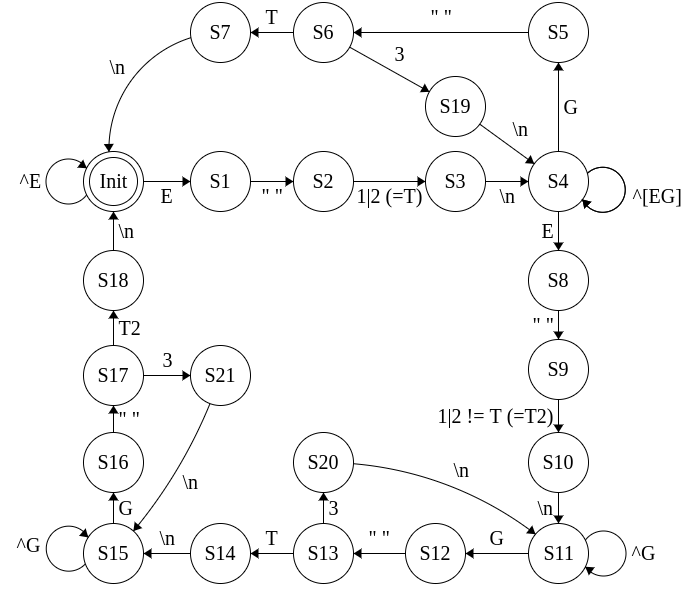 S7 T S6 " " S5
\n 3
S19 G
\n
^E Init E S1 " " S2 1|2 (=T) S3 \n S4 ^[EG]
\n E
S18 S8
T2 " "
S17 3 S21 S9
" " 1|2 != T (=T2)
S16 S20 \n S10
\n
G 3 \n
^G S15 \n S14 T S13 " " S12 G S11 ^G